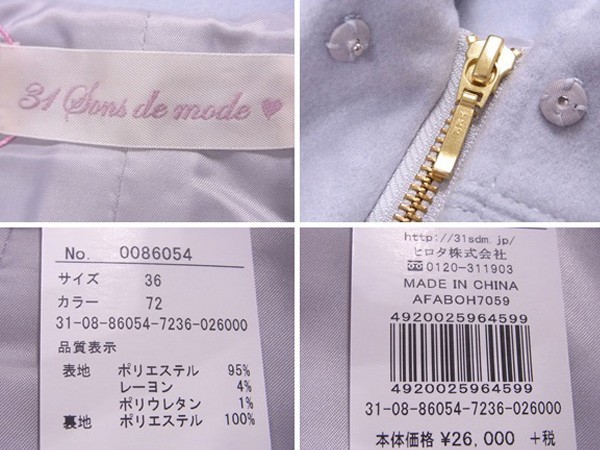 31 Sons de mode
No. 0086054
サイズ 36
カラー 72
31-08-86054-7236-026000
品質表示
表地 ポリエステル 95%
レーヨン 4%
ポリウレタン 1%
裏地 ポリエステル 100%
http://31sdm.jp/
ヒロタ株式会社
0120-311903
MADE IN CHINA
AFABOH7059
4920025964599
4920025964599
31-08-86054-7236-026000
本体価格 ¥26,000 +税